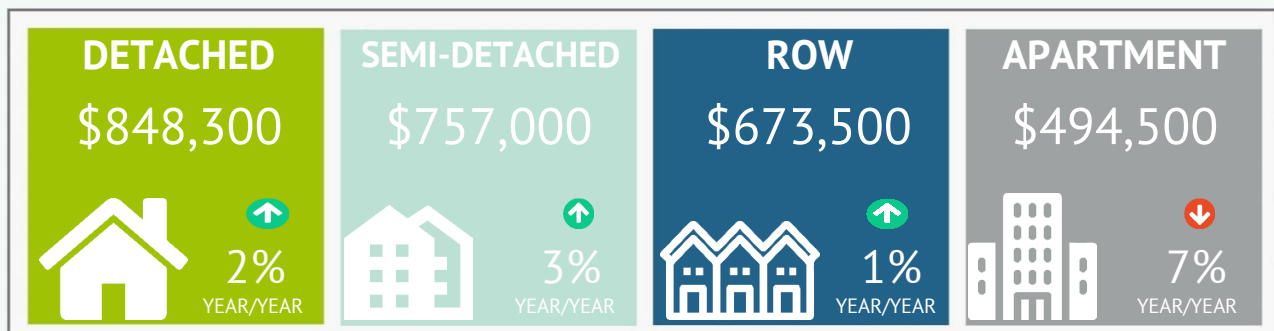 DETACHED
$848,300
2%
YEAR/YEAR
SEMI-DETACHED
$757,000
3%
YEAR/YEAR
ROW
$673,500
1%
YEAR/YEAR
APARTMENT
$494,500
7%
YEAR/YEAR